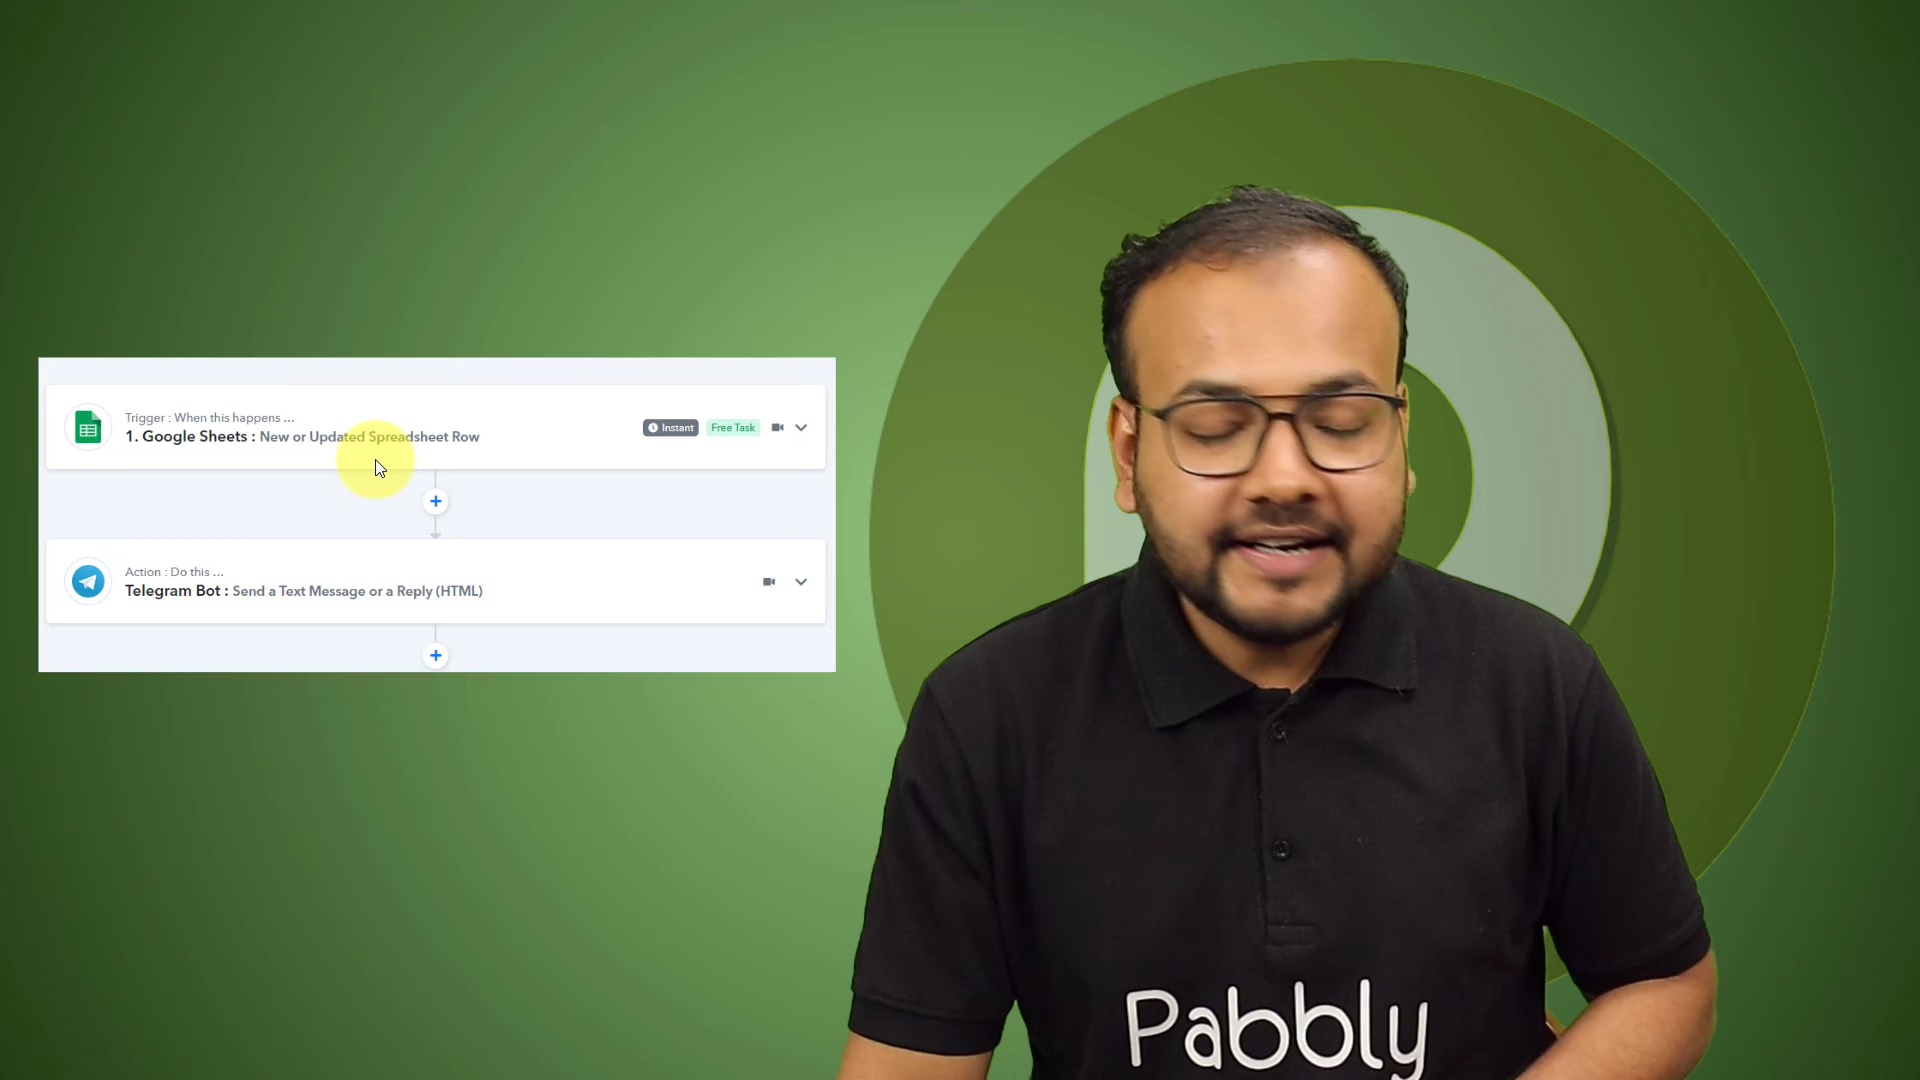 Trigger : When this happens ...
1. Google Sheets : New or Updated Spreadsheet Row
Instant
Free Task
Action : Do this ...
Telegram Bot : Send a Text Message or a Reply (HTML)
Pabbly